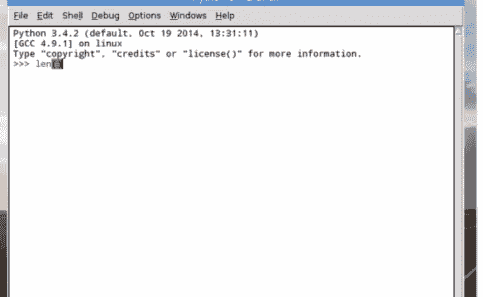 File Edit Shell Debug Options Windows Help
Python 3.4.2 (default, Oct 19 2014, 13:31:11)
[GCC 4.9.1] on linux
Type "copyright", "credits" or "license()" for more information.
>>> len